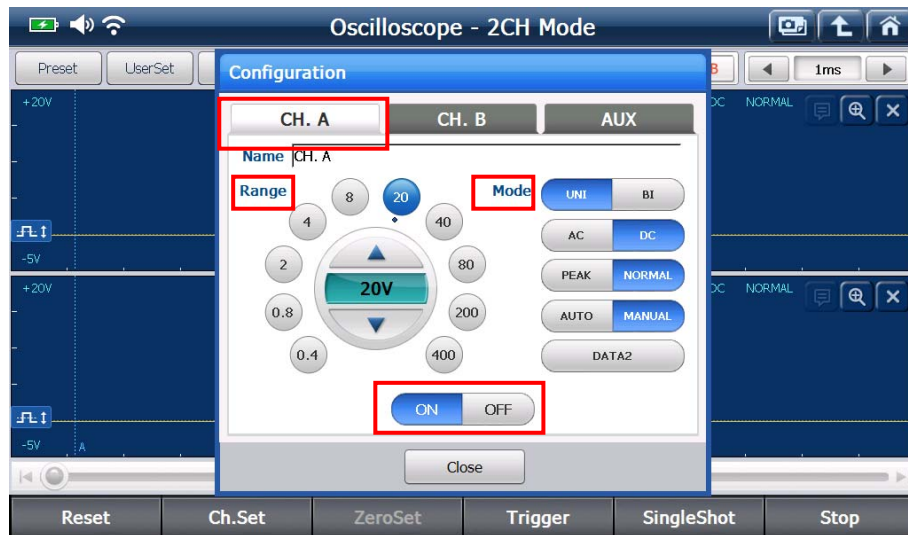 Oscilloscope - 2CH Mode
Preset UserSet B 1ms
Configuration
+20V DC NORMAL
CH. A CH. B AUX
Name CH. A
Range Mode
UNI BI
8 20
4 40
AC DC
-5V
2 80
PEAK NORMAL
+20V DC NORMAL
20V
0.8 200
AUTO MANUAL
0.4 400
DATA2
ON OFF
-5V A
Close
Reset Ch.Set ZeroSet Trigger SingleShot Stop